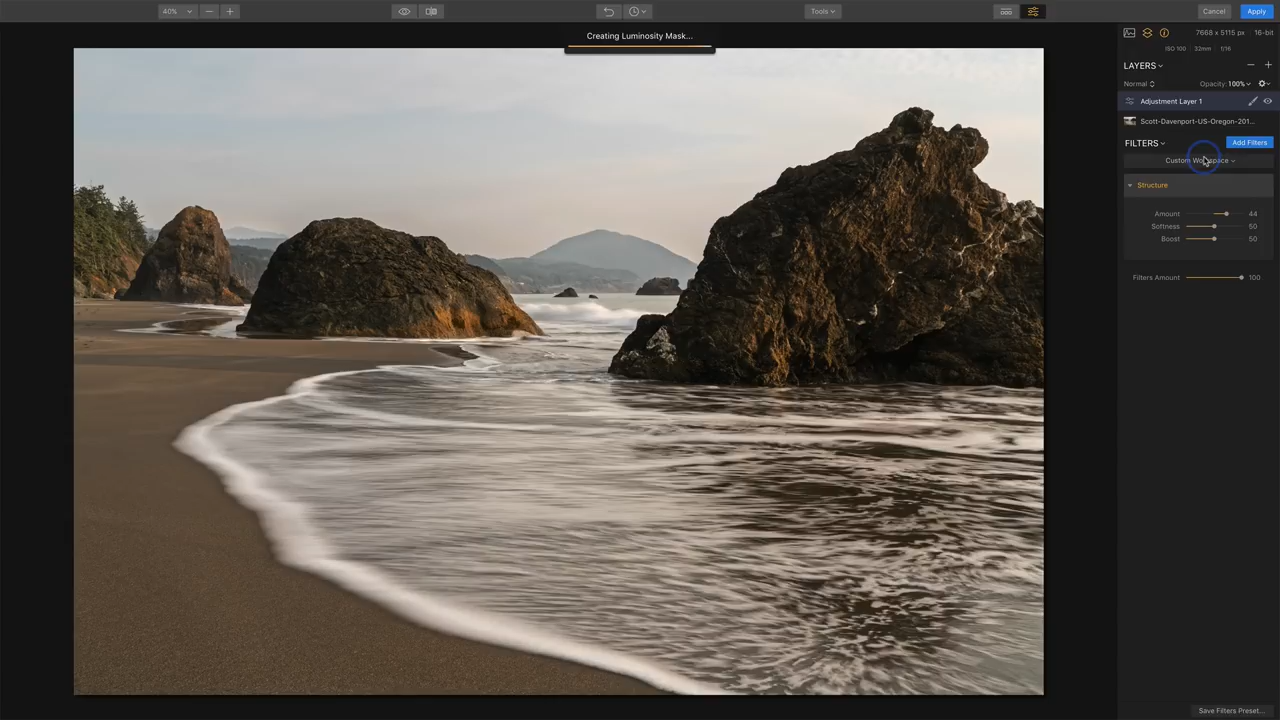 40%
Tools
Cancel
Apply
Creating Luminosity Mask...
7668 x 5115 px 16-bit
ISO 100 32mm f/16
LAYERS
Normal Opacity: 100%
Adjustment Layer 1
Scott-Davenport-US-Oregon-201...
FILTERS Add Filters
Custom Workspace
Structure
Amount 44
Softness 50
Boost 50
Filters Amount 100
Save Filters Preset...